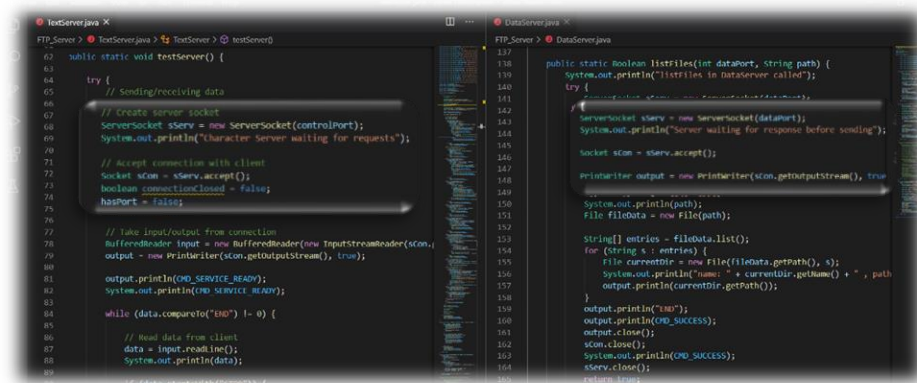 TextServer.java ×
FTP_Server > TextServer.java > TextServer > testServer()
62 public static void testServer() {
63
64 try {
65 // Sending/receiving data
66
67 // Create server socket
68 ServerSocket sServ = new ServerSocket(controlPort);
69 System.out.println("Character Server waiting for requests");
70
71 // Accept connection with client
72 Socket sCon = sServ.accept();
73 boolean connectionClosed = false;
74 hasPort = false;
75
76
77 // Take input/output from connection
78 BufferedReader input = new BufferedReader(new InputStreamReader(sCon.
79 output = new PrintWriter(sCon.getOutputStream(), true);
80
81 output.println(CMD_SERVICE_READY);
82 System.out.println(CMD_SERVICE_READY);
83
84 while (data.compareTo("END") != 0) {
85
86 // Read data from client
87 data = input.readLine();
88 System.out.println(data);
89
DataServer.java ×
FTP_Server > DataServer.java
137
138 public static Boolean listFiles(int dataPort, String path) {
139 System.out.println("listFiles in DataServer called");
140 try {
141
142
143 ServerSocket sServ = new ServerSocket(dataPort);
144 System.out.println("Server waiting for response before sending");
145
146 Socket sCon = sServ.accept();
147
148 PrintWriter output = new PrintWriter(sCon.getOutputStream(), true
149
150 System.out.println(path);
151 File fileData = new File(path);
152
153 String[] entries = fileData.list();
154 for (String s : entries) {
155 File currentDir = new File(fileData.getPath(), s);
156 System.out.println("name: " + currentDir.getName() + " , path
157 output.println(currentDir.getPath());
158 }
159 output.println("END");
160 output.println(CMD_SUCCESS);
161 output.close();
162 sCon.close();
163 System.out.println(CMD_SUCCESS);
164 sServ.close();
165 return true;